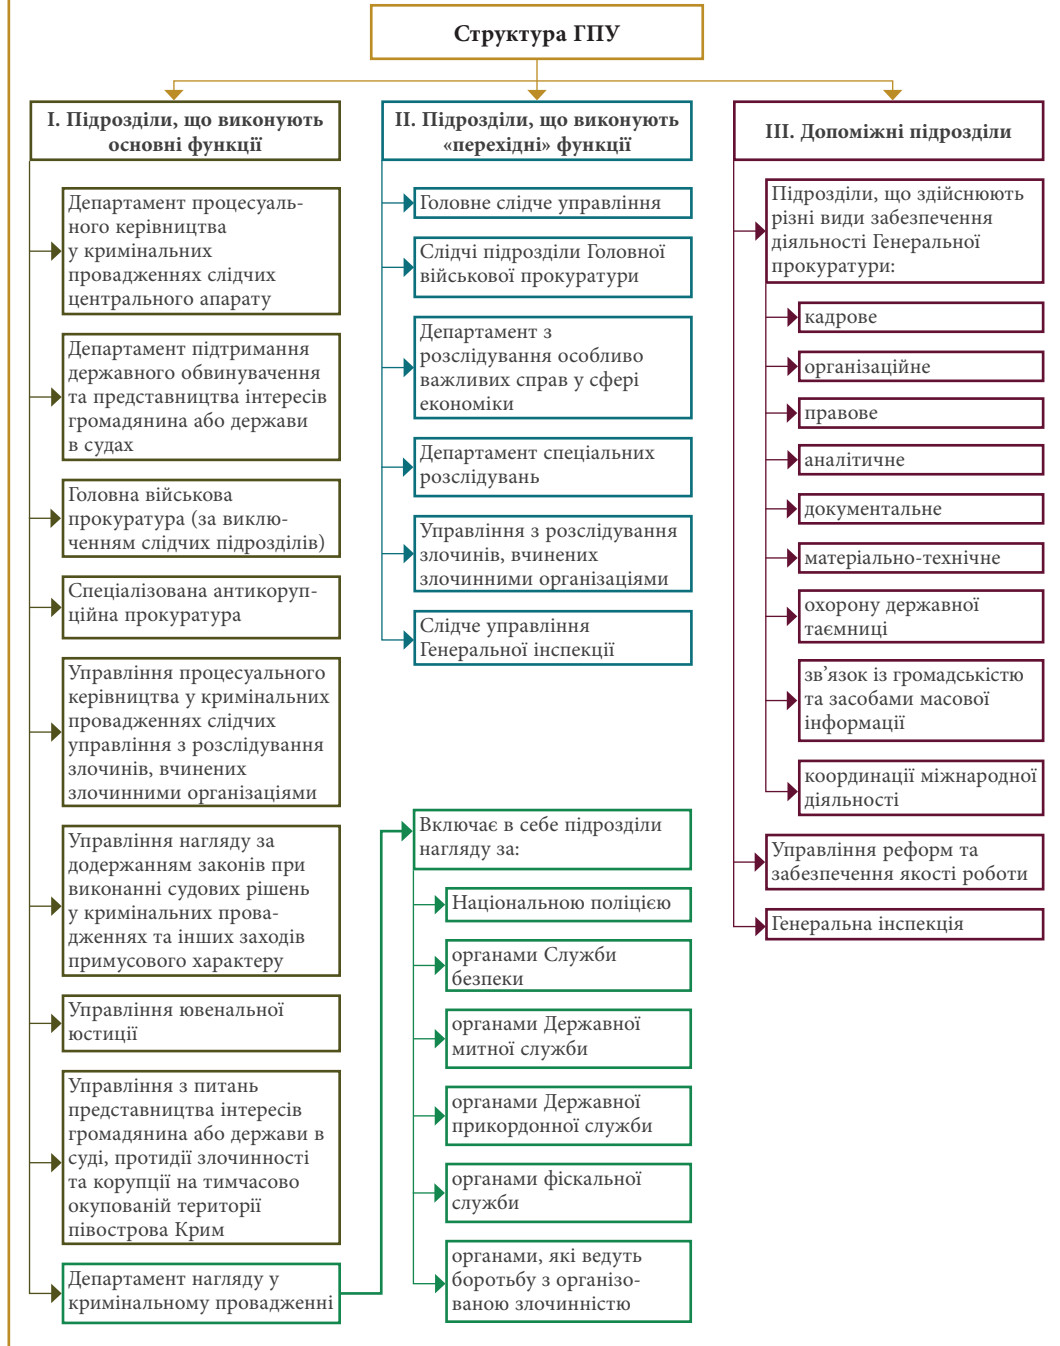 Структура ГПУ
І. Підрозділи, що виконують
основні функції
Департамент процесуаль-
ного керівництва
у кримінальних
провадженнях слідчих
центрального апарату
Департамент підтримання
державного обвинувачення
та представництва інтересів
громадянина або держави
в судах
Головна військова
прокуратура (за виклю-
ченням слідчих підрозділів)
Спеціалізована антикоруп-
ційна прокуратура
Управління процесуального
керівництва у кримінальних
провадженнях слідчих
управління з розслідування
злочинів, вчинених
злочинними організаціями
Управління нагляду за
додержанням законів при
виконанні судових рішень
у кримінальних прова-
дженнях та інших заходів
примусового характеру
Управління ювенальної
юстиції
Управління з питань
представництва інтересів
громадянина або держави в
суді, протидії злочинності
та корупції на тимчасово
окупованій території
півострова Крим
Департамент нагляду у
кримінальному провадженні
ІІ. Підрозділи, що виконують
«перехідні» функції
Головне слідче управління
Слідчі підрозділи Головної
військової прокуратури
Департамент з
розслідування особливо
важливих справ у сфері
економіки
Департамент спеціальних
розслідувань
Управління з розслідування
злочинів, вчинених
злочинними організаціями
Слідче управління
Генеральної інспекції
Включає в себе підрозділи
нагляду за:
Національною поліцією
органами Служби
безпеки
органами Державної
митної служби
органами Державної
прикордонної служби
органами фіскальної
служби
органами, які ведуть
боротьбу з організо-
ваною злочинністю
ІІІ. Допоміжні підрозділи
Підрозділи, що здійснюють
різні види забезпечення
діяльності Генеральної
прокуратури:
кадрове
організаційне
правове
аналітичне
документальне
матеріально-технічне
охорону державної
таємниці
зв'язок із громадськістю
та засобами масової
інформації
координації міжнародної
діяльності
Управління реформ та
забезпечення якості роботи
Генеральна інспекція